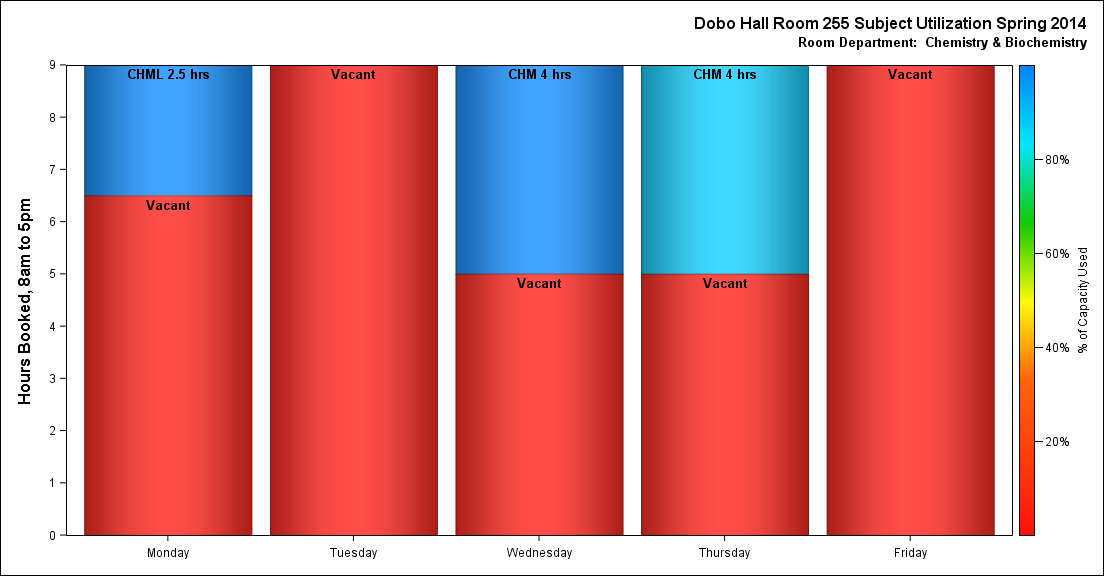 Dobo Hall Room 255 Subject Utilization Spring 2014
Room Department:  Chemistry & Biochemistry
Hours Booked, 8am to 5pm
9
8
7
6
5
4
3
2
1
0
CHML 2.5 hrs
Vacant
Vacant
CHM 4 hrs
Vacant
CHM 4 hrs
Vacant
Vacant
Monday
Tuesday
Wednesday
Thursday
Friday
80%
60%
40%
20%
% of Capacity Used